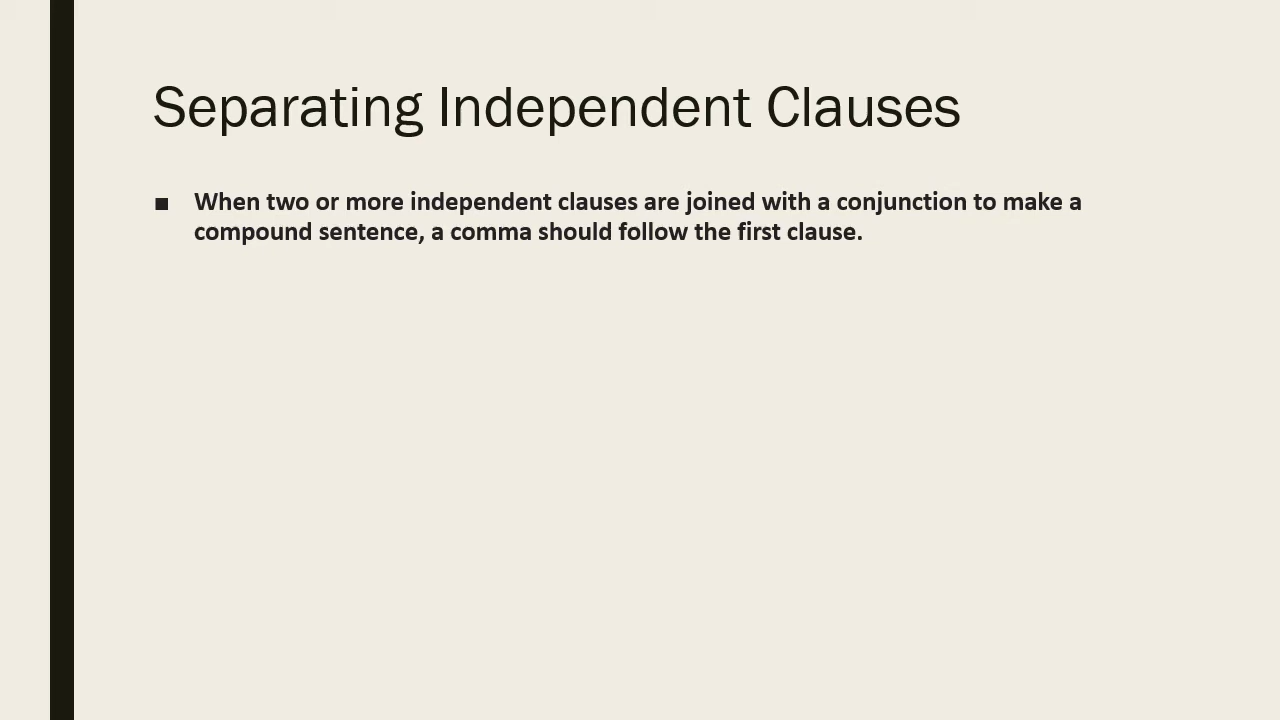 Separating Independent Clauses
■ When two or more independent clauses are joined with a conjunction to make a
compound sentence, a comma should follow the first clause.